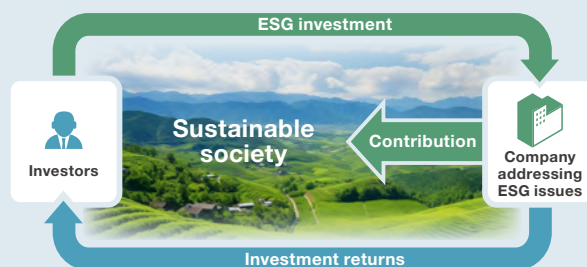 ESG investment
Sustainable
society
Contribution
Investors
Company
addressing
ESG issues
Investment returns